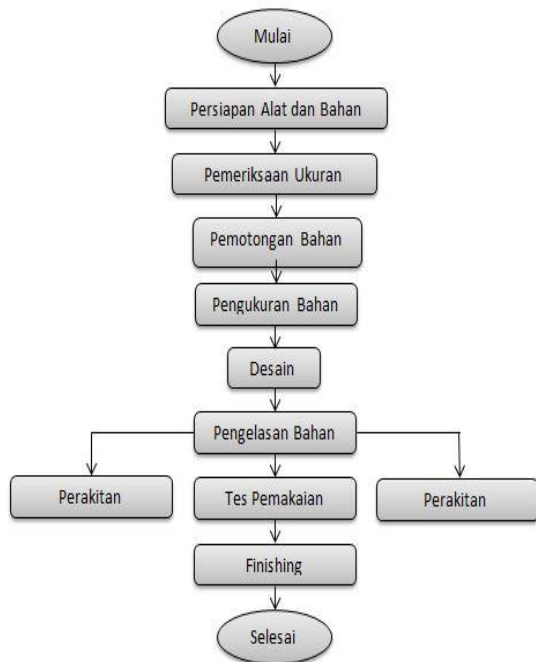 Mulai
Persiapan Alat dan Bahan
Pemeriksaan Ukuran
Pemotongan Bahan
Pengukuran Bahan
Desain
Pengelasan Bahan
Perakitan
Tes Pemakaian
Perakitan
Finishing
Selesai